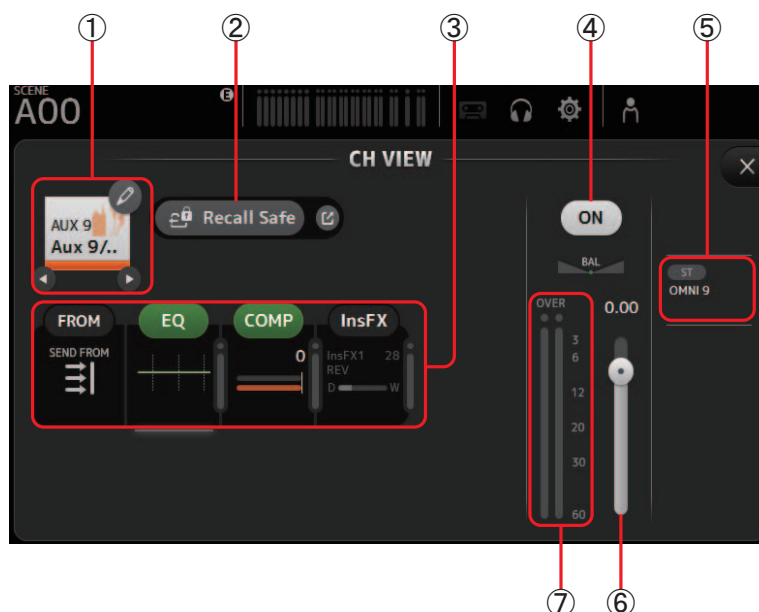 ① ② ③ ④ ⑤
SCENE
A00
E
CH VIEW
AUX 9
Aux 9/..
Recall Safe
ON
BAL
ST
OMNI 9
FROM EQ COMP InsFX
SEND FROM
0
InsFX1 28
REV
D W
OVER 0.00
3
6
12
20
30
60
⑦ ⑥